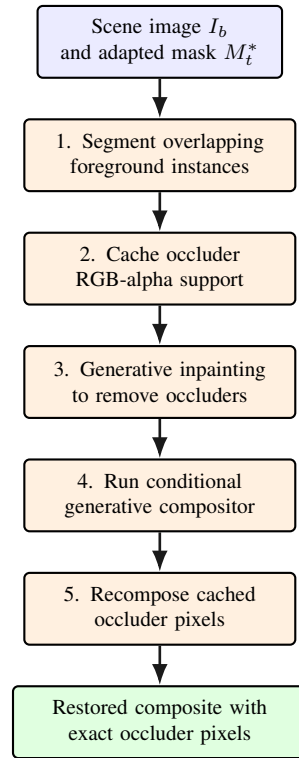 Scene image I_b
and adapted mask M_t^*
1. Segment overlapping
foreground instances
2. Cache occluder
RGB-alpha support
3. Generative inpainting
to remove occluders
4. Run conditional
generative compositor
5. Recompose cached
occluder pixels
Restored composite with
exact occluder pixels